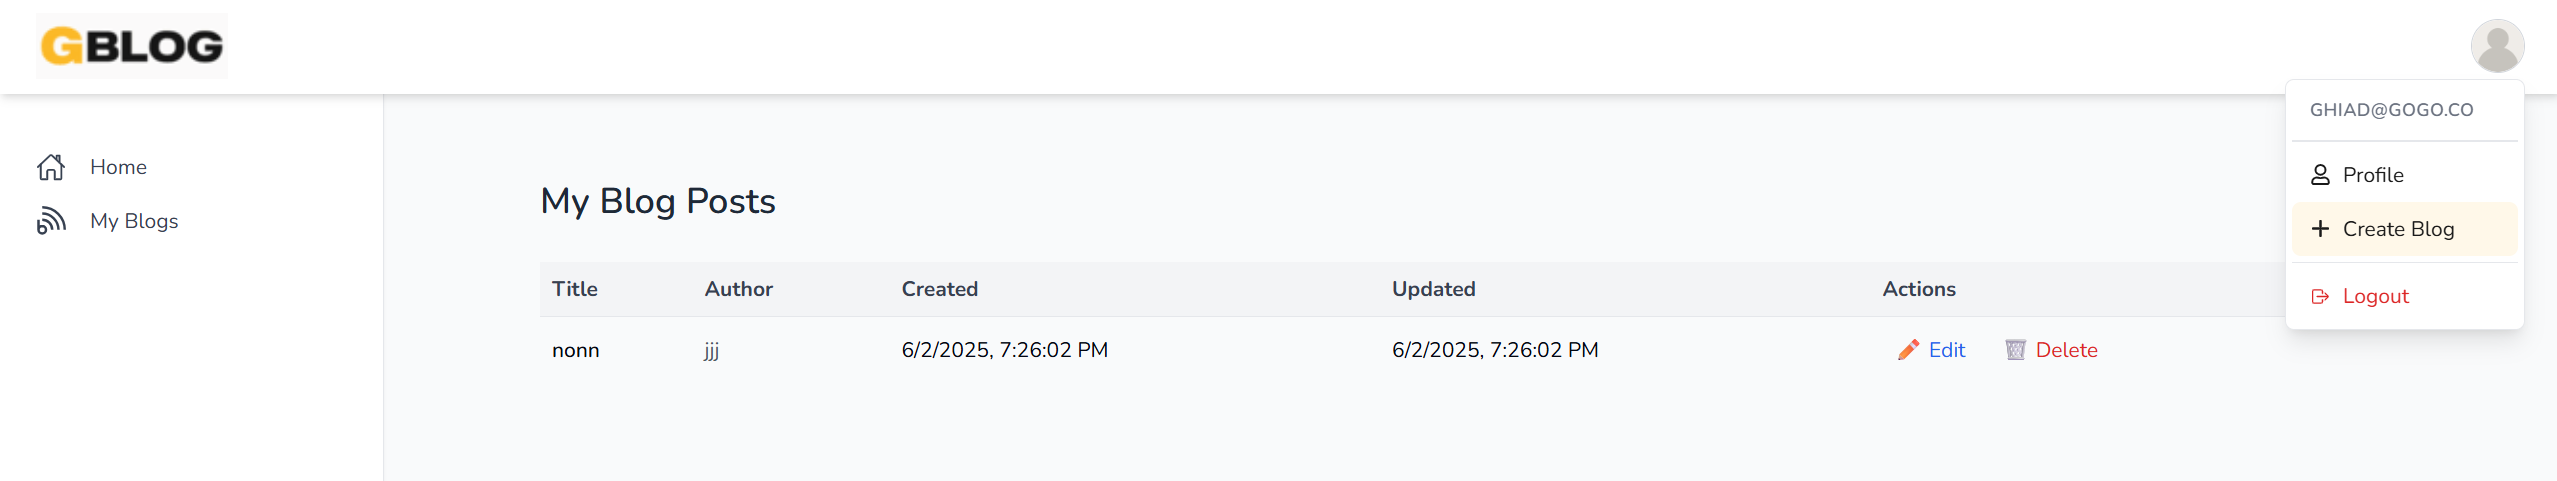 GBLOG
GHIAD@GOGO.CO
Profile
Create Blog
Logout
Home
My Blogs
My Blog Posts
Title Author Created Updated Actions
nonn jjj 6/2/2025, 7:26:02 PM 6/2/2025, 7:26:02 PM Edit Delete